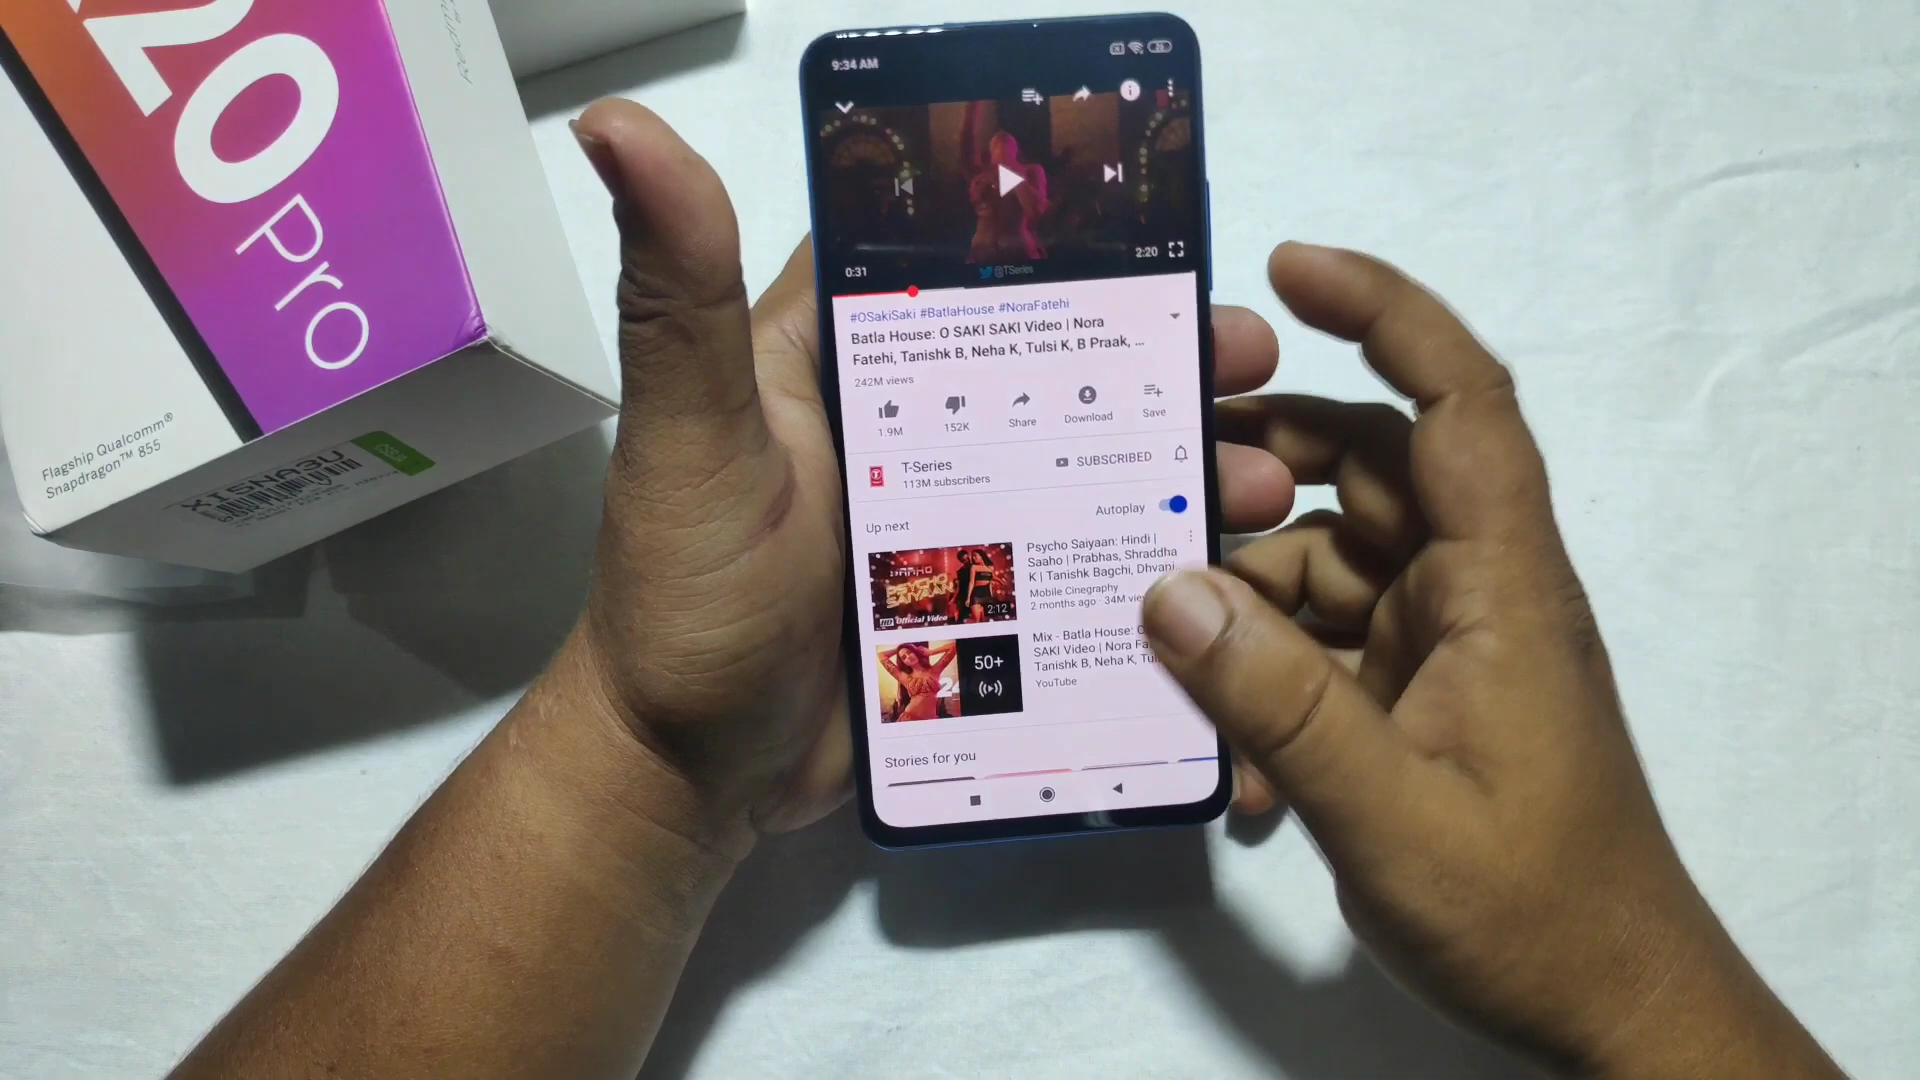 20 PRO
Flagship Qualcomm®
Snapdragon™ 855
9:34 AM
0:31
@TSeries
2:20
#OSakiSaki #BatlaHouse #NoraFatehi
Batla House: O SAKI SAKI Video | Nora
Fatehi, Tanishk B, Neha K, Tulsi K, B Praak, ...
242M views
1.9M
152K
Share
Download
Save
T-Series
113M subscribers
SUBSCRIBED
Up next
Autoplay
PSYCHO
SAIYAAN
HD Official Video
2:12
Psycho Saiyaan: Hindi |
Saaho | Prabhas, Shraddha
K | Tanishk Bagchi, Dhvani..
Mobile Cinegraphy
2 months ago · 34M
50+
Mix - Batla House:
SAKI Video | Nora
Tanishk B, Neha K,
YouTube
Stories for you